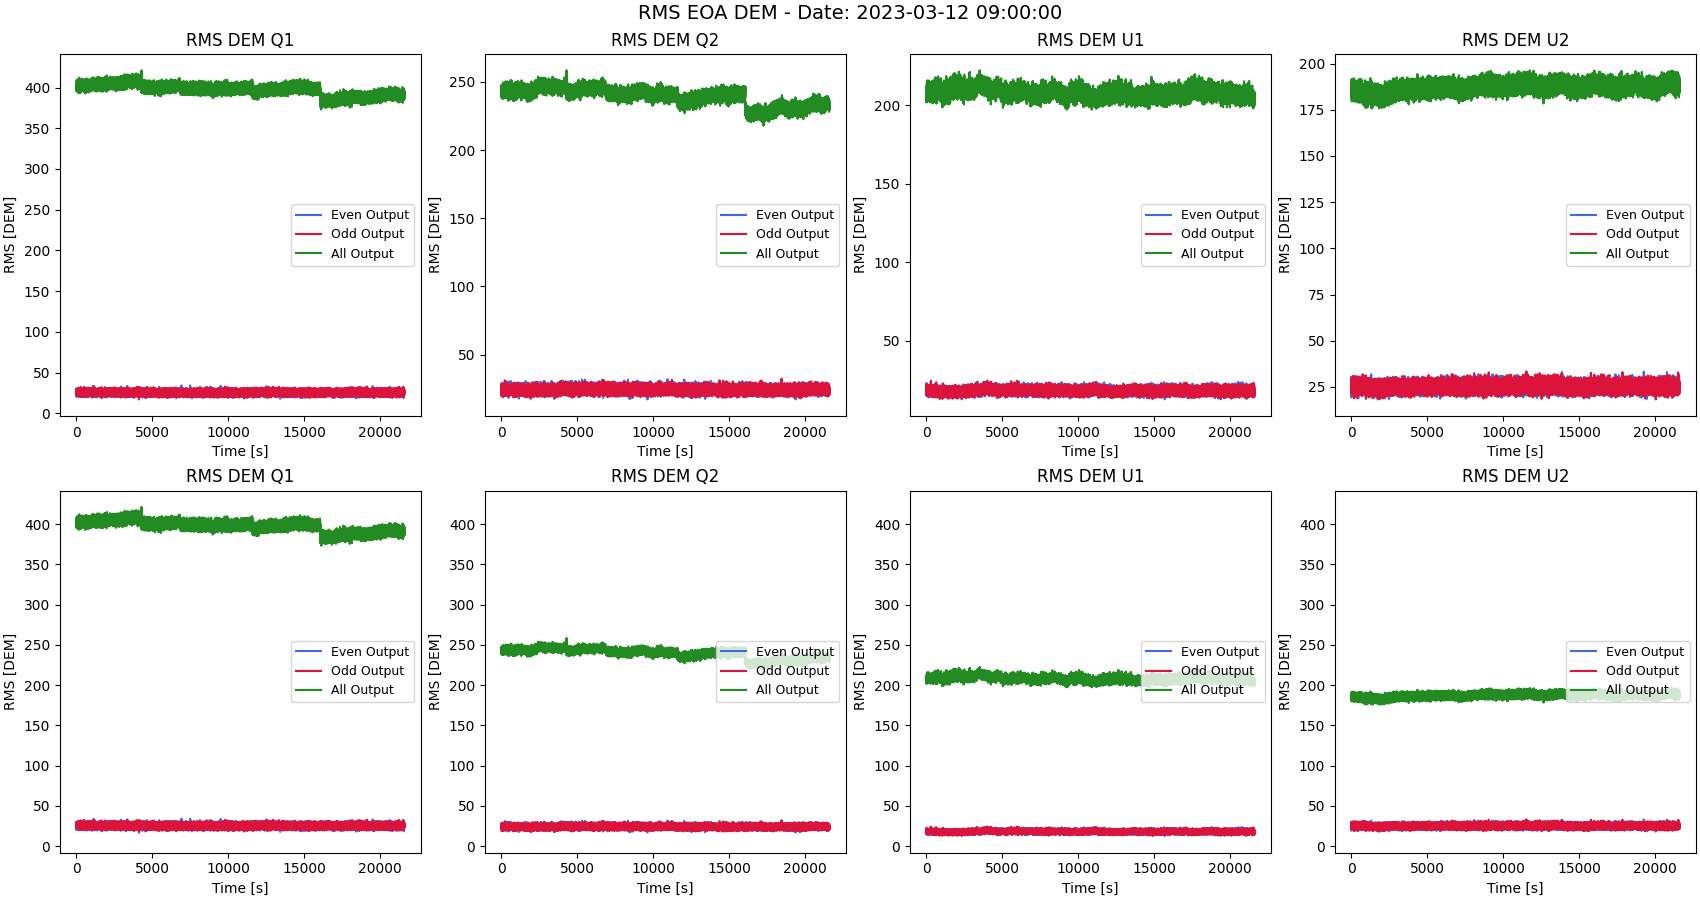 RMS EOA DEM - Date: 2023-03-12 09:00:00
RMS DEM Q1
RMS [DEM]
400
350
300
250
200
150
100
50
0
Even Output
Odd Output
All Output
0 5000 10000 15000 20000
Time [s]
RMS DEM Q2
RMS [DEM]
250
200
150
100
50
Even Output
Odd Output
All Output
0 5000 10000 15000 20000
Time [s]
RMS DEM U1
RMS [DEM]
200
150
100
50
Even Output
Odd Output
All Output
0 5000 10000 15000 20000
Time [s]
RMS DEM U2
RMS [DEM]
200
175
150
125
100
75
50
25
Even Output
Odd Output
All Output
0 5000 10000 15000 20000
Time [s]
RMS DEM Q1
RMS [DEM]
400
350
300
250
200
150
100
50
0
Even Output
Odd Output
All Output
0 5000 10000 15000 20000
Time [s]
RMS DEM Q2
RMS [DEM]
400
350
300
250
200
150
100
50
0
Even Output
Odd Output
All Output
0 5000 10000 15000 20000
Time [s]
RMS DEM U1
RMS [DEM]
400
350
300
250
200
150
100
50
0
Even Output
Odd Output
All Output
0 5000 10000 15000 20000
Time [s]
RMS DEM U2
RMS [DEM]
400
350
300
250
200
150
100
50
0
Even Output
Odd Output
All Output
0 5000 10000 15000 20000
Time [s]